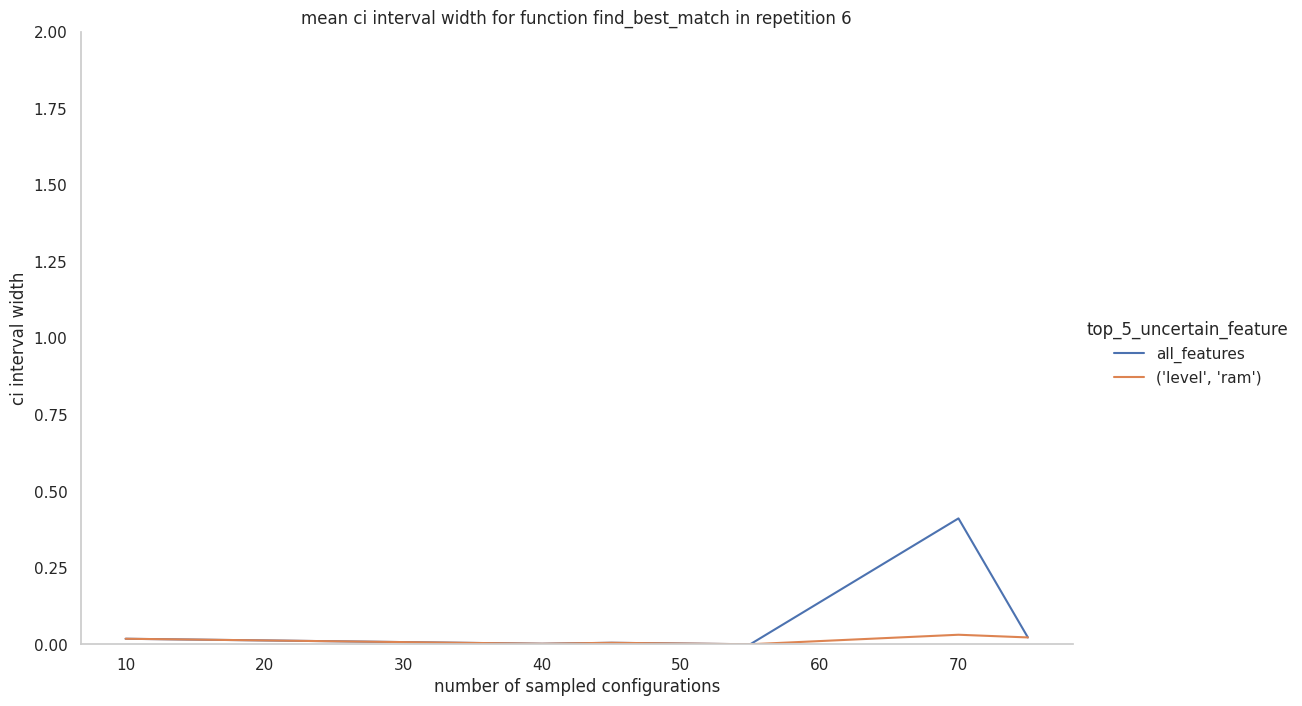 mean ci interval width for function find_best_match in repetition 6
2.00
1.75
1.50
1.25
1.00
0.75
0.50
0.25
0.00
ci interval width
10
20
30
40
50
60
70
number of sampled configurations
top_5_uncertain_feature
all_features
('level', 'ram')